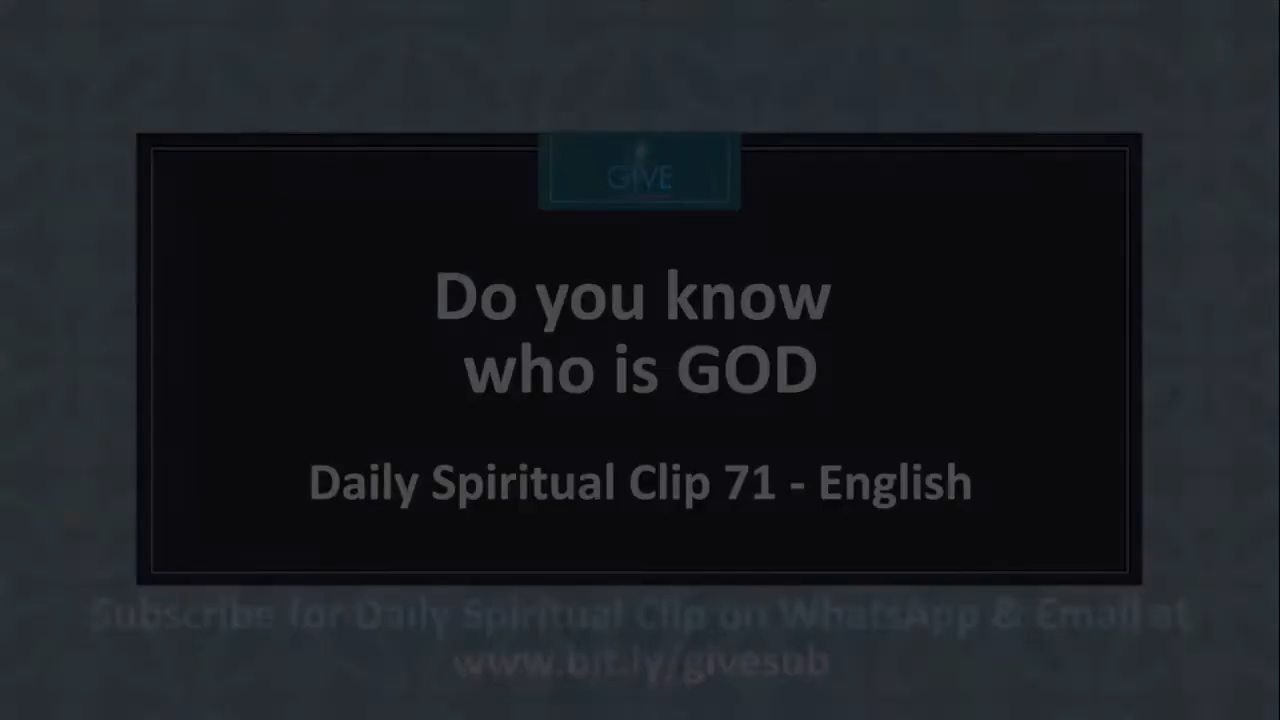 GIVE
Do you know
who is GOD
Daily Spiritual Clip 71 - English
Subscribe for Daily Spiritual Clip on WhatsApp & Email at
www.bit.ly/givesub